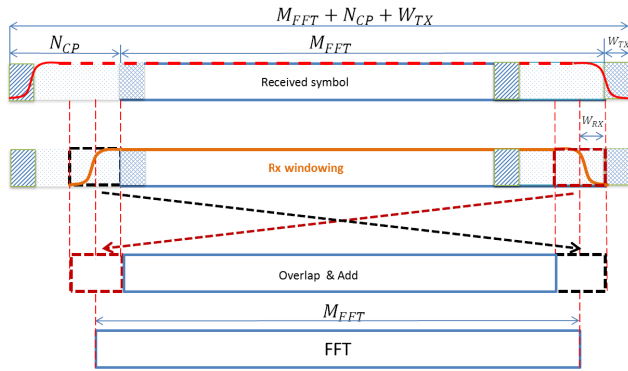 M_FFT + N_CP + W_TX
N_CP
M_FFT
W_TX
Received symbol
W_RX
Rx windowing
Overlap & Add
M_FFT
FFT